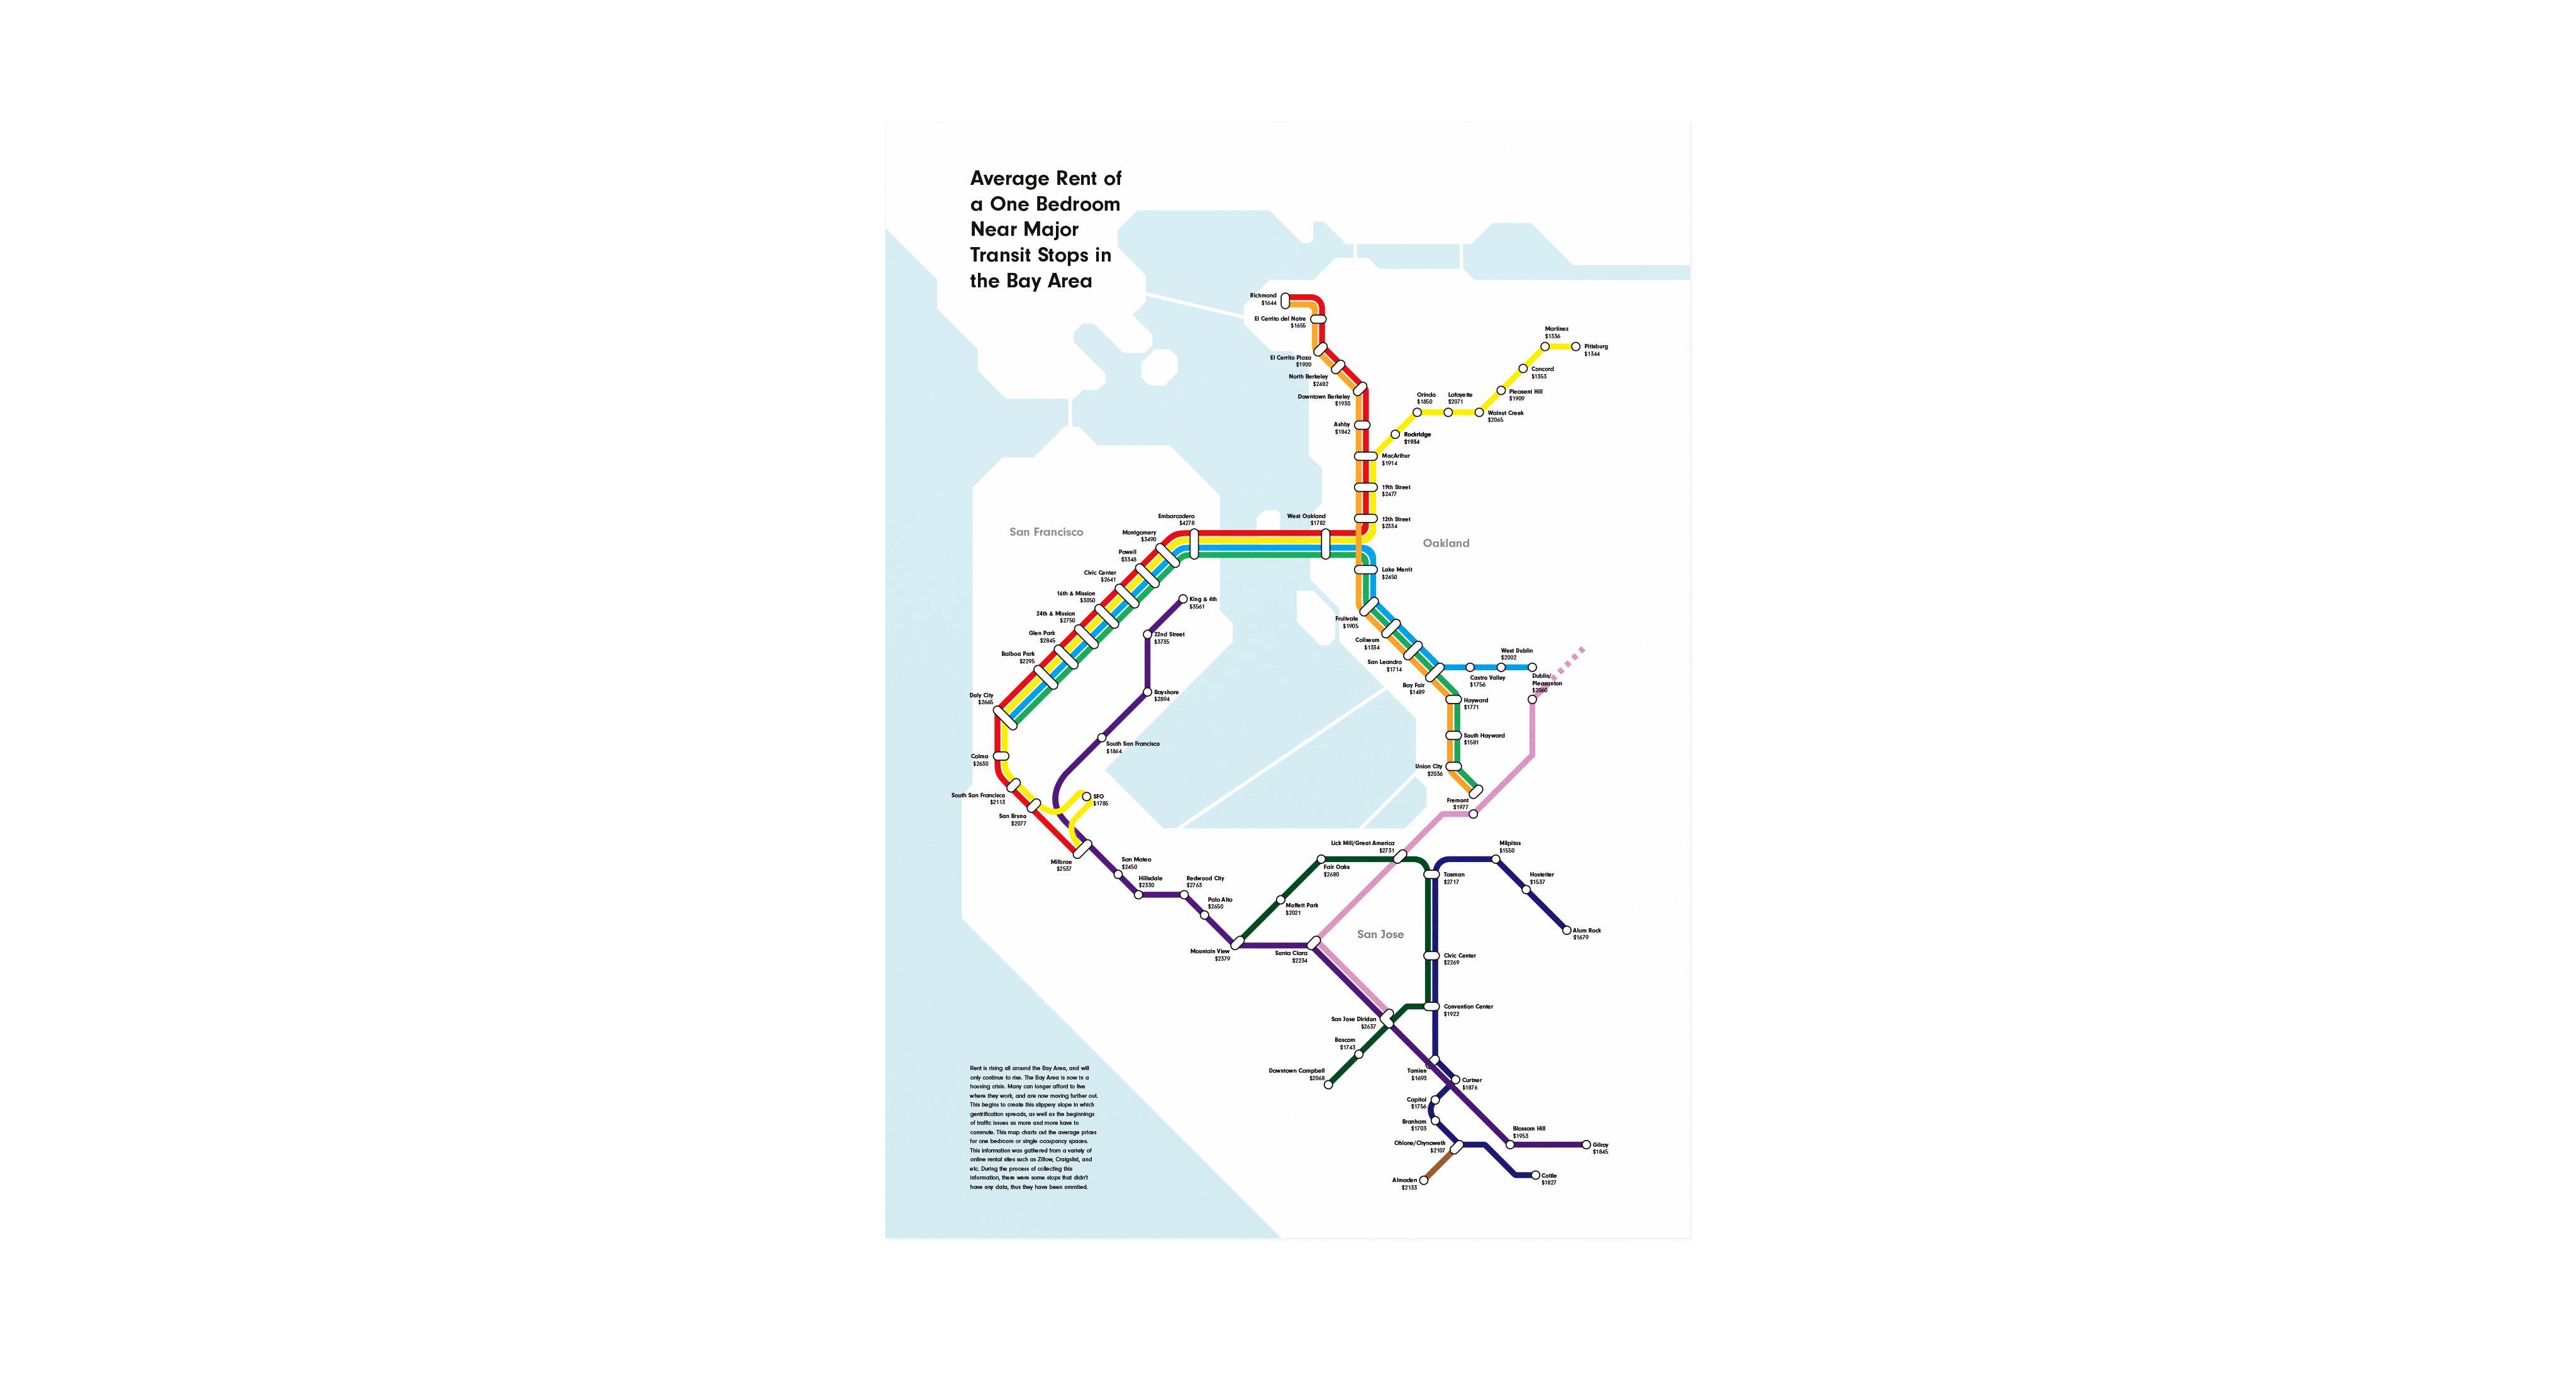 Average Rent of
a One Bedroom
Near Major
Transit Stops in
the Bay Area
Richmond
$1644
El Cerrito del Notre
$1655
El Cerrito Plaza
$1900
North Berkeley
$2482
Downtown Berkeley
$1930
Ashby
$1842
MacArthur
$1914
19th Street
$2477
12th Street
$2334
Martinez
$1336
Pittsburg
$1344
Concord
$1353
Pleasant Hill
$1909
Orinda
$1850
Lafayette
$2071
Walnut Creek
$2065
Rockridge
$1934
San Francisco
Oakland
Embarcadero
$4278
West Oakland
$1782
Montgomery
$3490
Powell
$3348
Civic Center
$2641
16th & Mission
$3050
24th & Mission
$2750
Glen Park
$2845
Balboa Park
$2295
Daly City
$2665
Colma
$2630
South San Francisco
$2113
San Bruno
$2077
SFO
$1785
Millbrae
$2537
King & 4th
$3561
22nd Street
$3735
Bayshore
$2894
South San Francisco
$1864
Lake Merrit
$2450
Fruitvale
$1905
Coliseum
$1334
San Leandro
$1714
Bay Fair
$1489
Castro Valley
$1756
West Dublin
$2002
Dublin/
Pleasanton
$2060
Hayward
$1771
South Hayward
$1581
Union City
$2036
Fremont
$1977
San Mateo
$2450
Hillsdale
$2330
Redwood City
$2763
Palo Alto
$2650
Mountain View
$2379
Lick Mill/Great America
$2731
Fair Oaks
$2680
Moffett Park
$2021
Santa Clara
$2234
San Jose
Tasman
$2717
Milpitas
$1550
Hostetter
$1537
Alum Rock
$1679
Civic Center
$2269
Convention Center
$1922
San Jose Diridon
$2637
Bascom
$1743
Downtown Campbell
$2068
Tamien
$1693
Curtner
$1876
Capitol
$1756
Branham
$1703
Ohlone/Chynoweth
$2107
Almaden
$2133
Blossom Hill
$1953
Gilroy
$1845
Cottle
$1827
Rent is rising all around the Bay Area, and will
only continue to rise. The Bay Area is now in a
housing crisis. Many can longer afford to live
where they work, and are now moving further out.
This begins to create this slippery slope in which
gentrification spreads, as well as the beginnings
of traffic issues as more and more have to
commute. This map charts out the average prices
for one bedroom or single occupancy spaces.
This information was gathered from a variety of
online rental sites such as Zillow, Craigslist, and
etc. During the process of collecting this
information, there were some stops that didn't
have any data, thus they have been ommited.